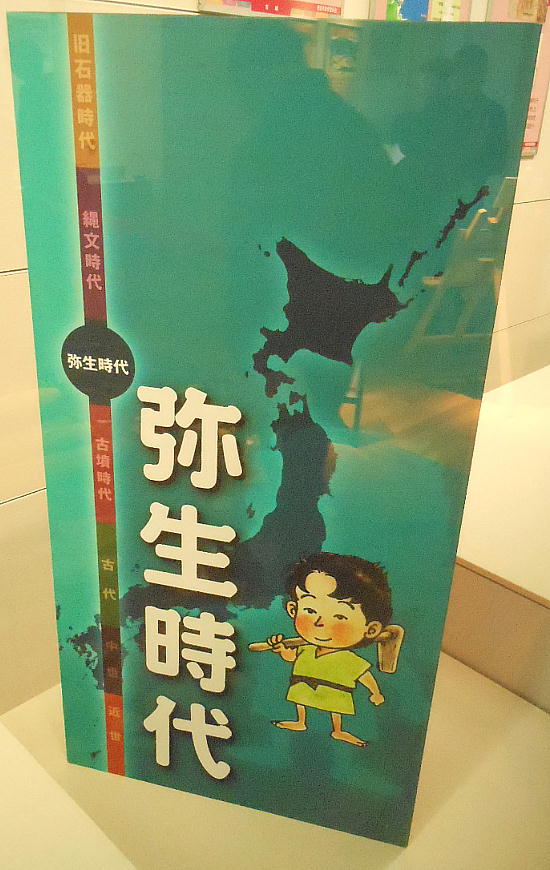 旧石器時代
縄文時代
弥生時代
古墳時代
古代
中世
近世
弥生時代